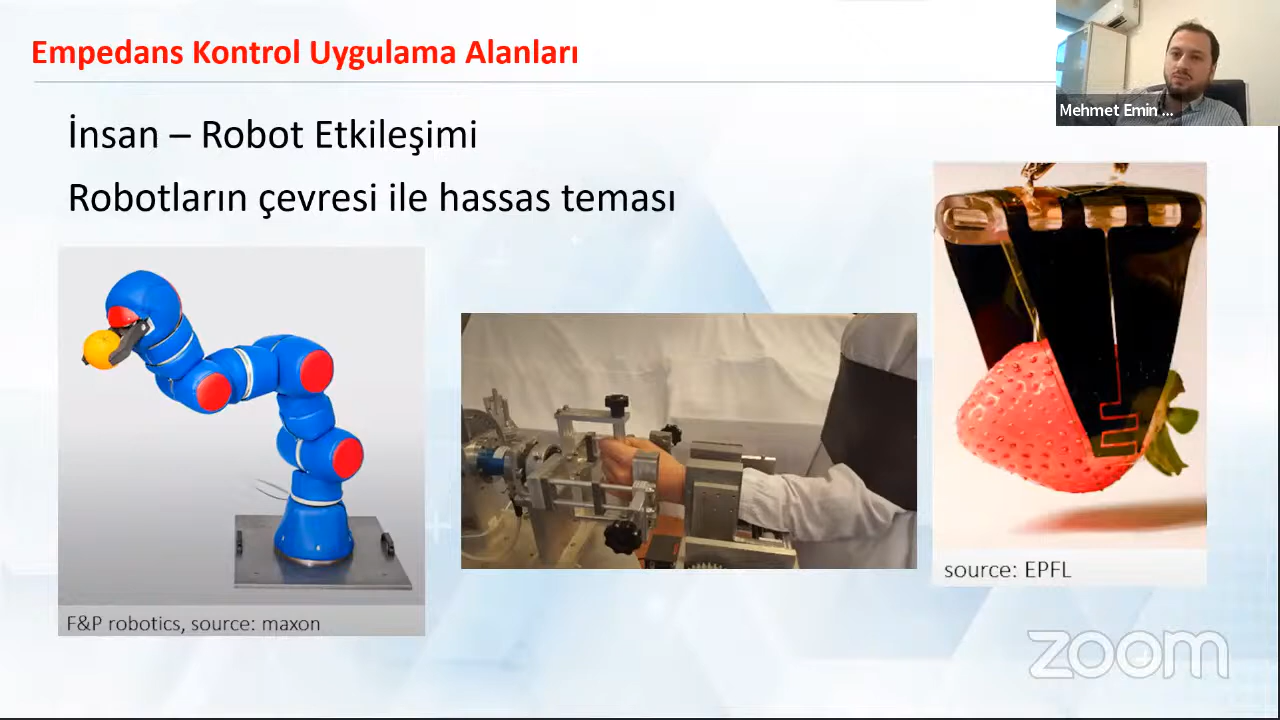 Empedans Kontrol Uygulama Alanları
Mehmet Emin ...
İnsan – Robot Etkileşimi
Robotların çevresi ile hassas teması
F&P robotics, source: maxon
source: EPFL
zoom